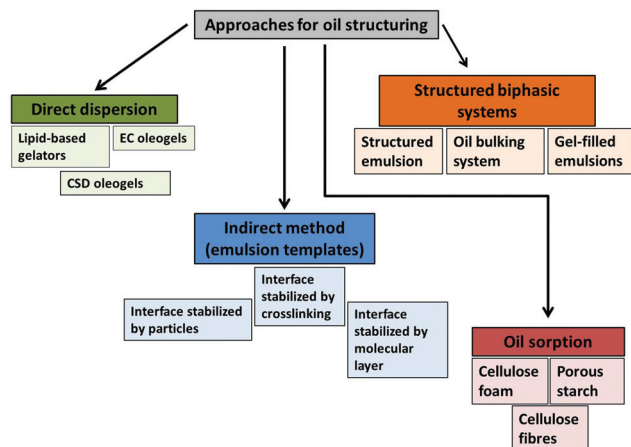 Approaches for oil structuring
Direct dispersion
Lipid-based
gelators
EC oleogels
CSD oleogels
Structured biphasic
systems
Structured
emulsion
Oil bulking
system
Gel-filled
emulsions
Indirect method
(emulsion templates)
Interface stabilized
by particles
Interface
stabilized by
crosslinking
Interface
stabilized by
molecular
layer
Oil sorption
Cellulose
foam
Porous
starch
Cellulose
fibres